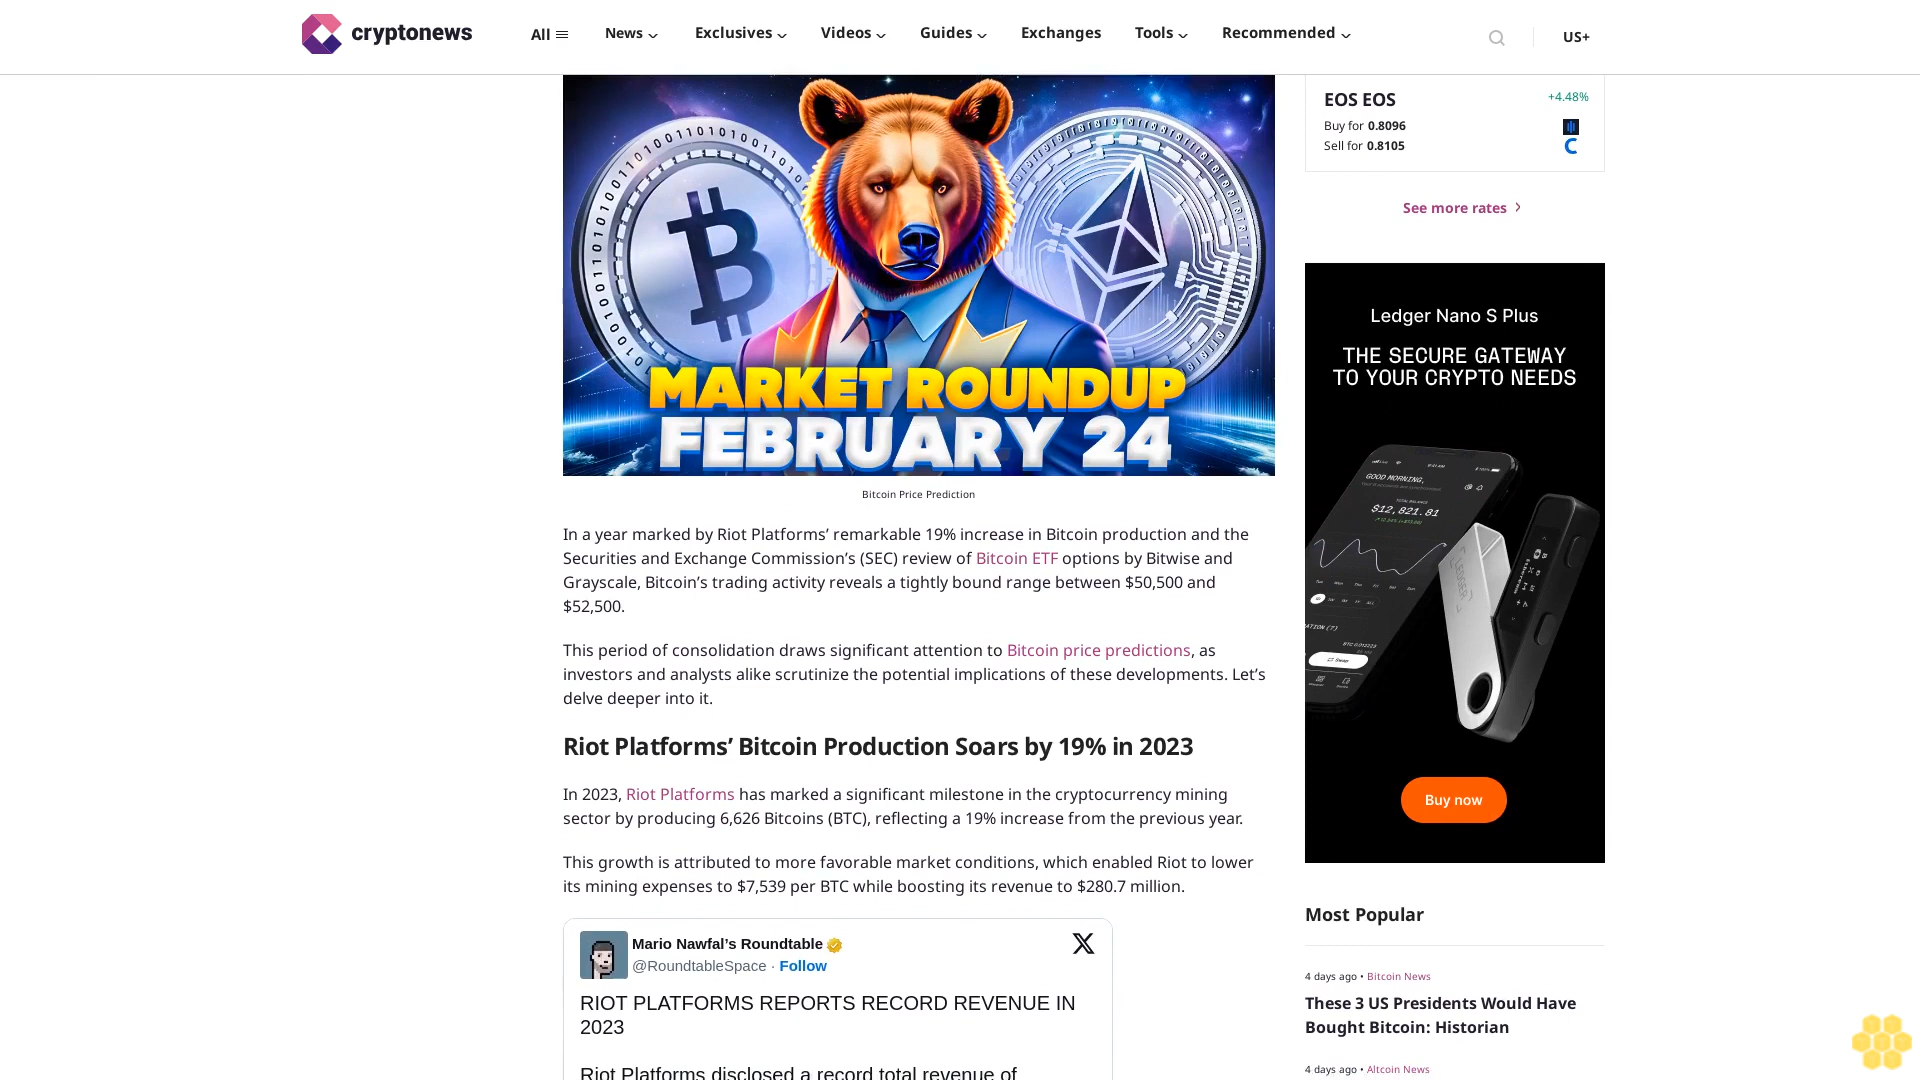 cryptonews
All
News
Exclusives
Videos
Guides
Exchanges
Tools
Recommended
US+
MARKET ROUNDUP
FEBRUARY 24
Bitcoin Price Prediction
In a year marked by Riot Platforms’ remarkable 19% increase in Bitcoin production and the
Securities and Exchange Commission’s (SEC) review of Bitcoin ETF options by Bitwise and
Grayscale, Bitcoin’s trading activity reveals a tightly bound range between $50,500 and
$52,500.
This period of consolidation draws significant attention to Bitcoin price predictions, as
investors and analysts alike scrutinize the potential implications of these developments. Let’s
delve deeper into it.
Riot Platforms’ Bitcoin Production Soars by 19% in 2023
In 2023, Riot Platforms has marked a significant milestone in the cryptocurrency mining
sector by producing 6,626 Bitcoins (BTC), reflecting a 19% increase from the previous year.
This growth is attributed to more favorable market conditions, which enabled Riot to lower
its mining expenses to $7,539 per BTC while boosting its revenue to $280.7 million.
Mario Nawfal’s Roundtable
@RoundtableSpace · Follow
RIOT PLATFORMS REPORTS RECORD REVENUE IN
2023
Riot Platforms disclosed a record total revenue of
EOS EOS
+4.48%
Buy for 0.8096
Sell for 0.8105
See more rates
Ledger Nano S Plus
THE SECURE GATEWAY
TO YOUR CRYPTO NEEDS
GOOD MORNING,
$12,821.81
LEDGER
Buy now
Most Popular
4 days ago • Bitcoin News
These 3 US Presidents Would Have
Bought Bitcoin: Historian
4 days ago • Altcoin News